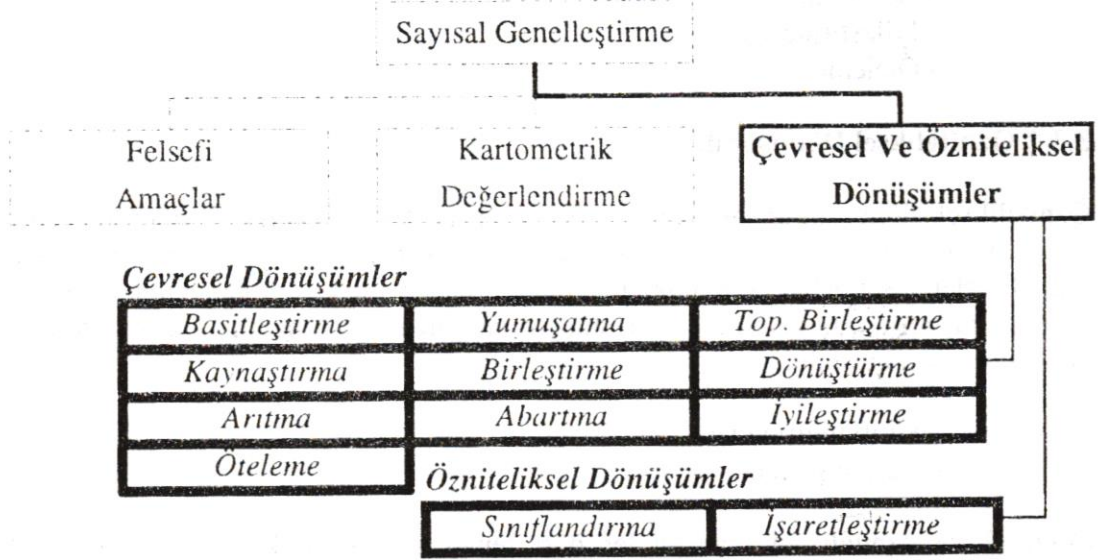 Sayısal Genelleştirme
Felsefi
Amaçlar
Kartometrik
Değerlendirme
Çevresel Ve Özniteliksel
Dönüşümler
Çevresel Dönüşümler
Basitleştirme Yumuşatma Top. Birleştirme
Kaynaştırma Birleştirme Dönüştürme
Arıtma Abartma İyileştirme
Öteleme
Özniteliksel Dönüşümler
Sınıflandırma İşaretleştirme